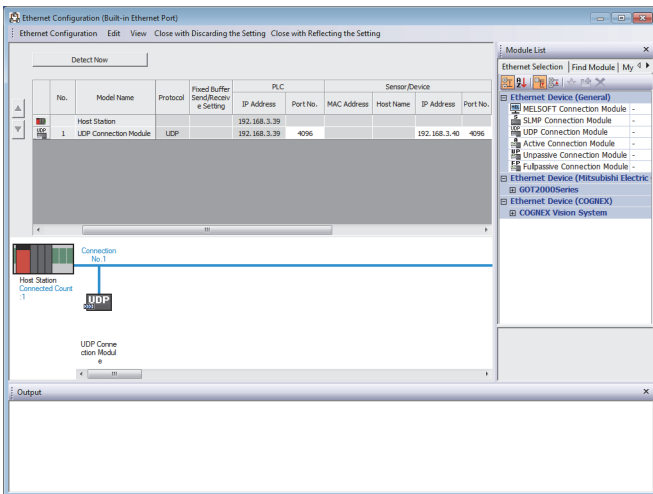 Ethernet Configuration (Built-in Ethernet Port)
Ethernet Configuration Edit View Close with Discarding the Setting Close with Reflecting the Setting
Detect Now
No. Model Name Protocol Fixed Buffer Send/Receive Setting PLC Sensor/Device
IP Address Port No. MAC Address Host Name IP Address Port No.
Host Station 192.168.3.39
1 UDP Connection Module UDP 192.168.3.39 4096 192.168.3.40 4096
Connection
No.1
Host Station
Connected Count
:1
UDP
UDP Conne
ction Modul
e
Module List
Ethernet Selection Find Module My
Ethernet Device (General)
MELSOFT Connection Module -
SLMP Connection Module -
UDP Connection Module -
Active Connection Module -
Unpassive Connection Module -
Fullpassive Connection Module -
Ethernet Device (Mitsubishi Electric
GOT2000Series
Ethernet Device (COGNEX)
COGNEX Vision System
Output